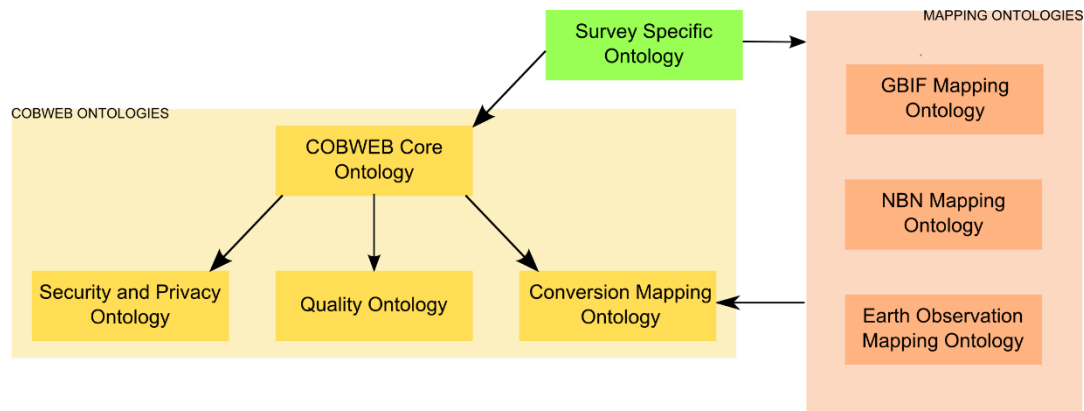 MAPPING ONTOLOGIES
Survey Specific
Ontology
GBIF Mapping
Ontology
COBWEB ONTOLOGIES
COBWEB Core
Ontology
NBN Mapping
Ontology
Security and Privacy
Ontology
Quality Ontology
Conversion Mapping
Ontology
Earth Observation
Mapping Ontology